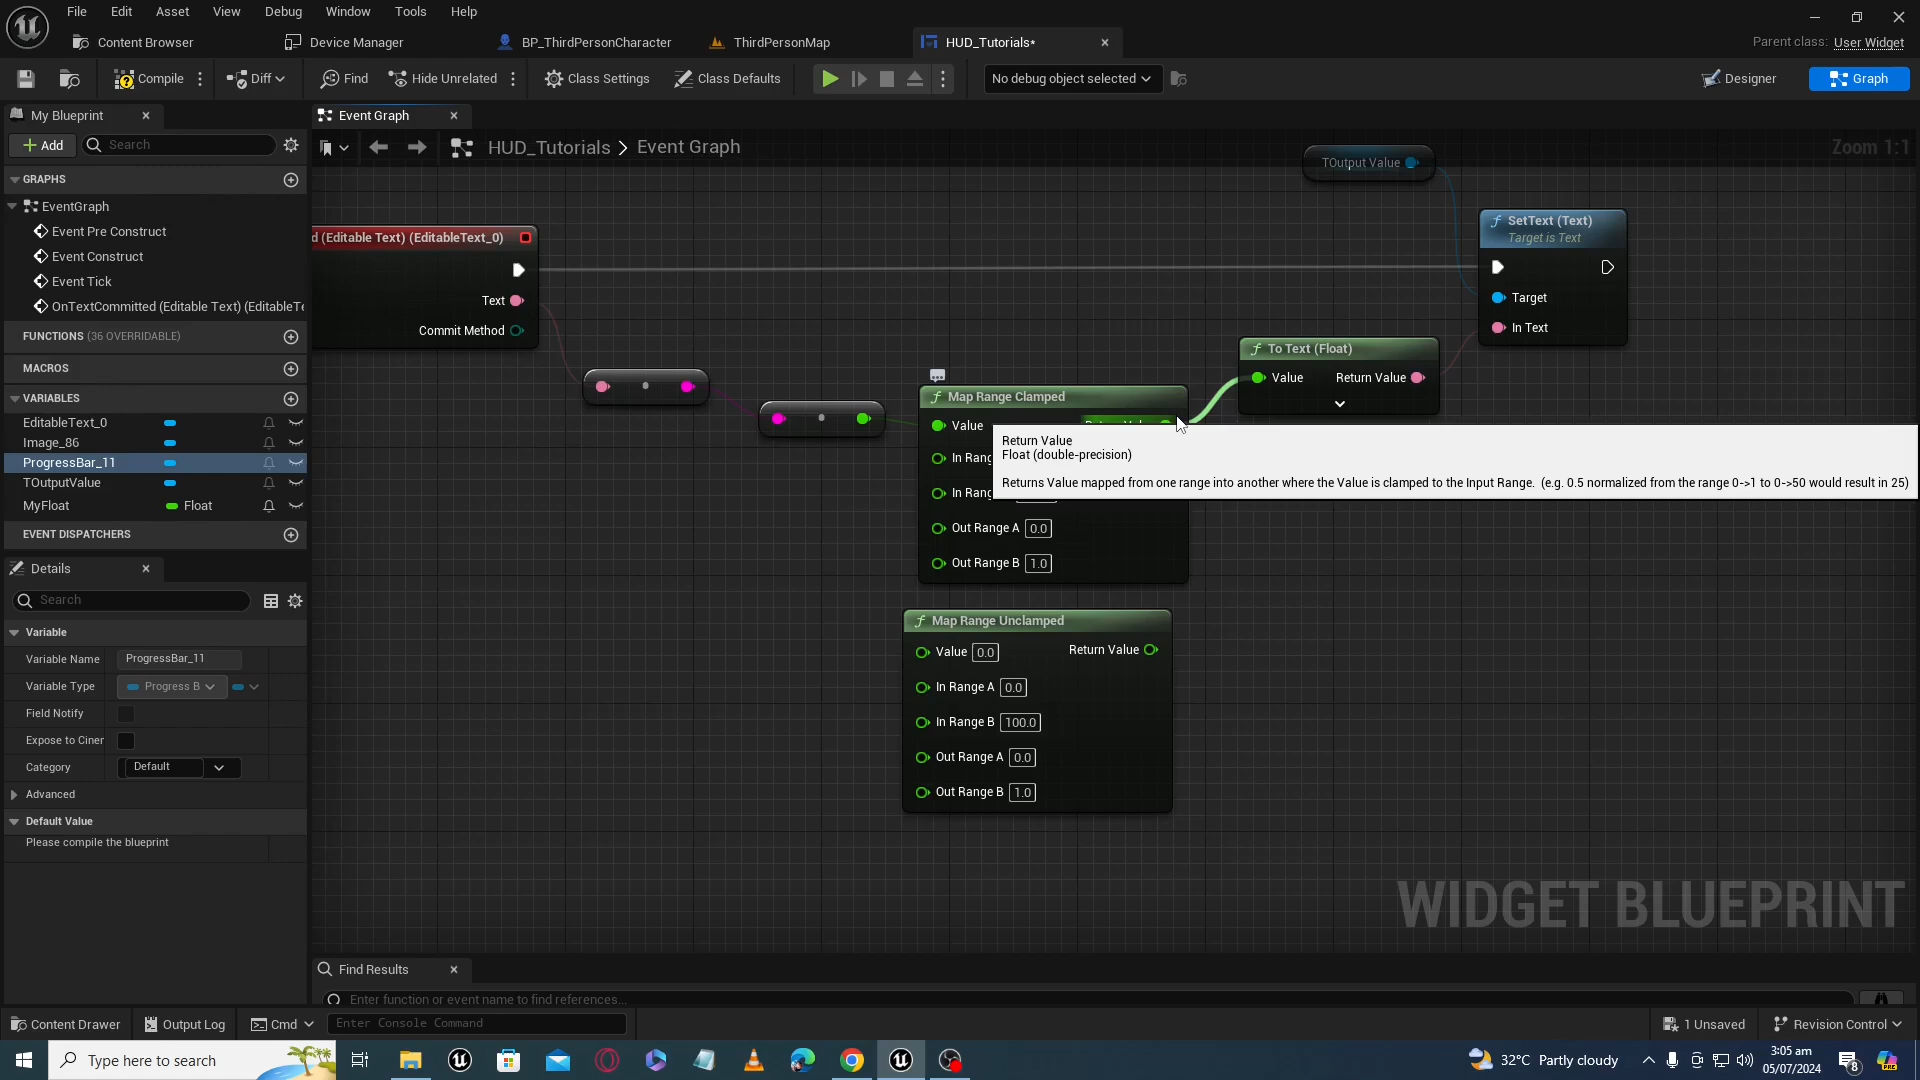 File Edit Asset View Debug Window Tools Help
Content Browser Device Manager BP_ThirdPersonCharacter ThirdPersonMap HUD_Tutorials* Parent class: User Widget
Compile Diff Find Hide Unrelated Class Settings Class Defaults No debug object selected Designer Graph
My Blueprint Event Graph
Add Search HUD_Tutorials > Event Graph Zoom 1:1
GRAPHS
EventGraph
Event Pre Construct
Event Construct
Event Tick
OnTextCommitted (Editable Text) (EditableTe
FUNCTIONS (36 OVERRIDABLE)
MACROS
VARIABLES
EditableText_0
Image_86
ProgressBar_11
TOutputValue
MyFloat Float
EVENT DISPATCHERS
Details
Search
Variable
Variable Name ProgressBar_11
Variable Type Progress B
Field Notify
Expose to Ciner
Category Default
Advanced
Default Value
Please compile the blueprint
TOutput Value
d (Editable Text) (EditableText_0)
Text
Commit Method
SetText (Text)
Target is Text
Target
In Text
To Text (Float)
Value Return Value
Map Range Clamped
Value
In Rang
In Rang
Out Range A 0.0
Out Range B 1.0
Return Value
Float (double-precision)
Returns Value mapped from one range into another where the Value is clamped to the Input Range. (e.g. 0.5 normalized from the range 0->1 to 0->50 would result in 25)
Map Range Unclamped
Value 0.0 Return Value
In Range A 0.0
In Range B 100.0
Out Range A 0.0
Out Range B 1.0
WIDGET BLUEPRINT
Find Results
Enter function or event name to find references...
Content Drawer Output Log Cmd Enter Console Command 1 Unsaved Revision Control
Type here to search 32°C Partly cloudy 3:05 am
05/07/2024 8